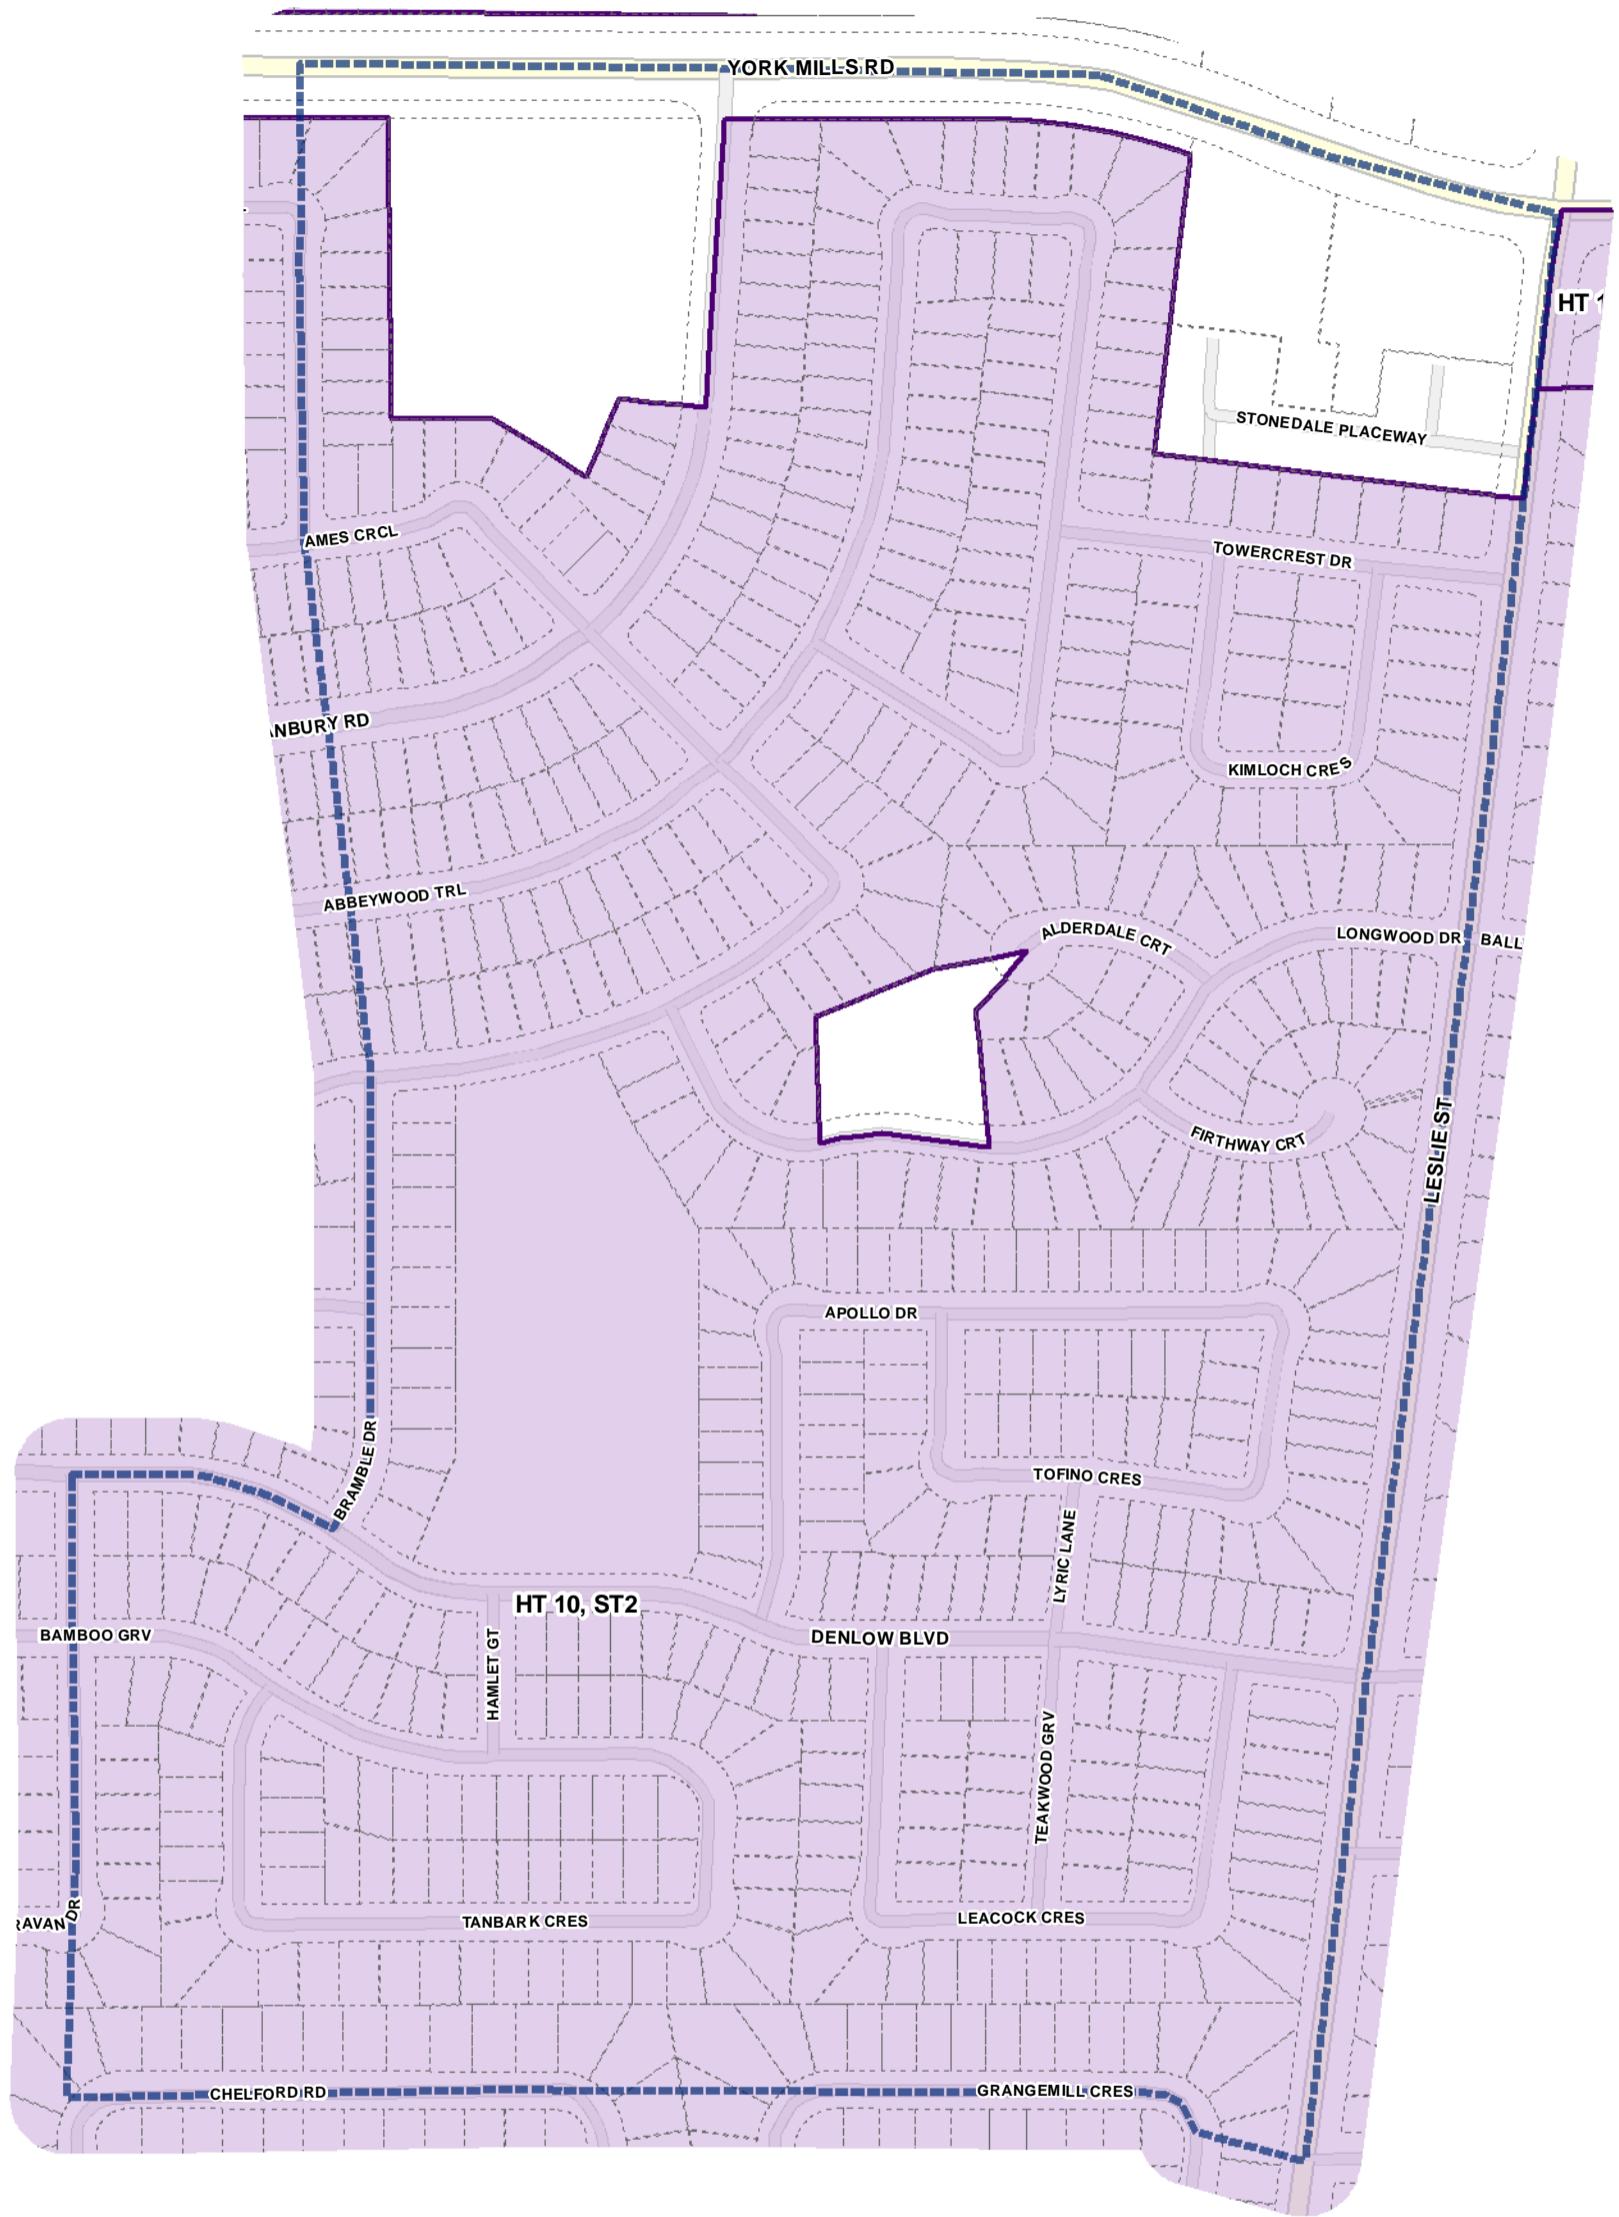 YORK MILLS RD
HT 1
STONEDALE PLACEWAY
AMES CRCL
TOWERCREST DR
ANBURY RD
KIMLOCH CRES
ABBEYWOOD TRL
ALDERDALE CRT
LONGWOOD DR
BALL
LESLIE ST
FIRTHWAY CRT
APOLLO DR
BRAMBLE DR
TOFINO CRES
LYRIC LANE
HT 10, ST2
BAMBOO GRV
DENLOW BLVD
HAMLET GT
TEAKWOOD GRV
RAVAN DR
TANBARK CRES
LEACOCK CRES
CHELFORD RD
GRANGEMILL CRES